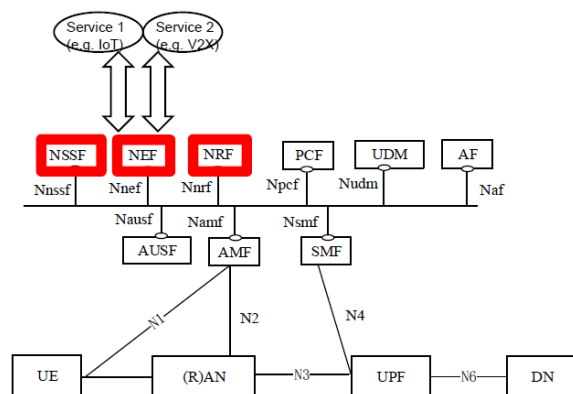 Service 1
(e.g. IoT)
Service 2
(e.g. V2X)
NSSF
NEF
NRF
PCF
UDM
AF
Nnssf
Nnef
Nnrf
Npcf
Nudm
Naf
Nausf
Namf
Nsmf
AUSF
AMF
SMF
N1
N2
N4
UE
(R)AN
N3
UPF
N6
DN